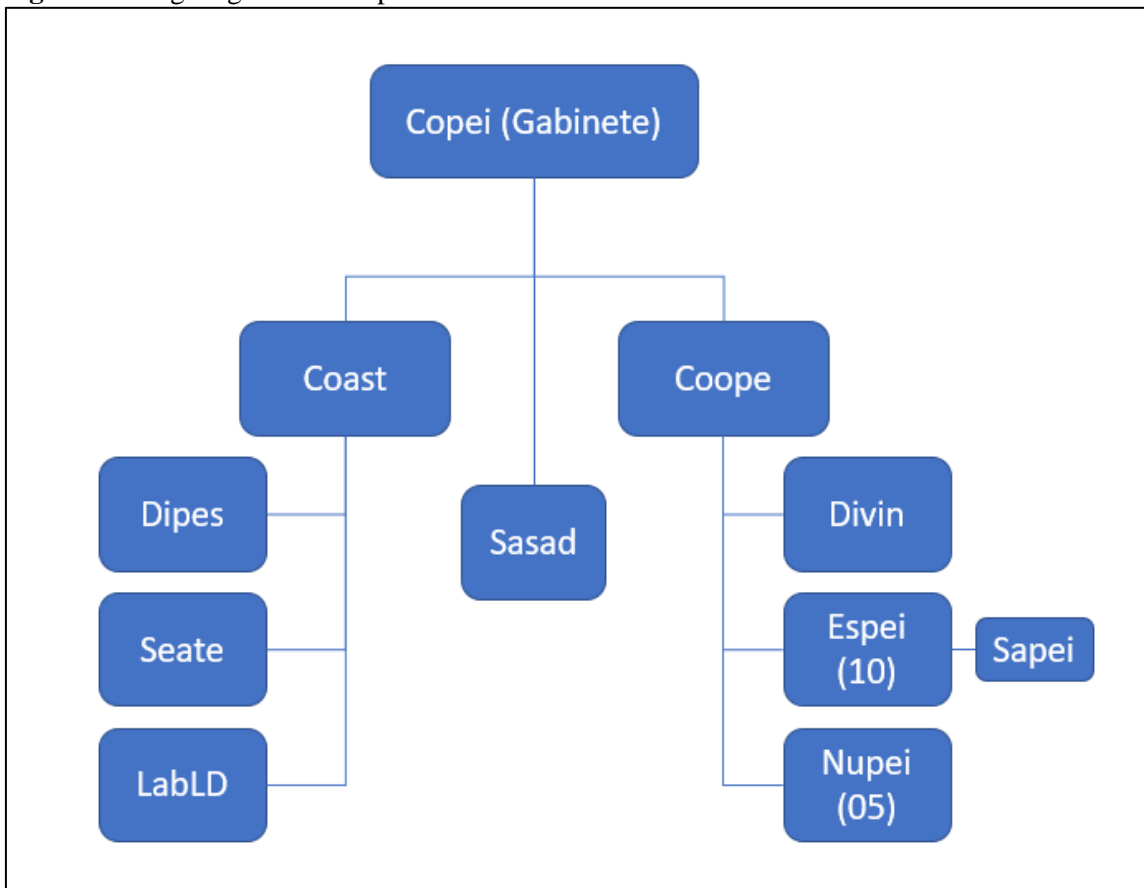 Copei (Gabinete)
Coast
Coope
Dipes
Sasad
Divin
Seate
Espei
(10)
Sapei
LabLD
Nupei
(05)